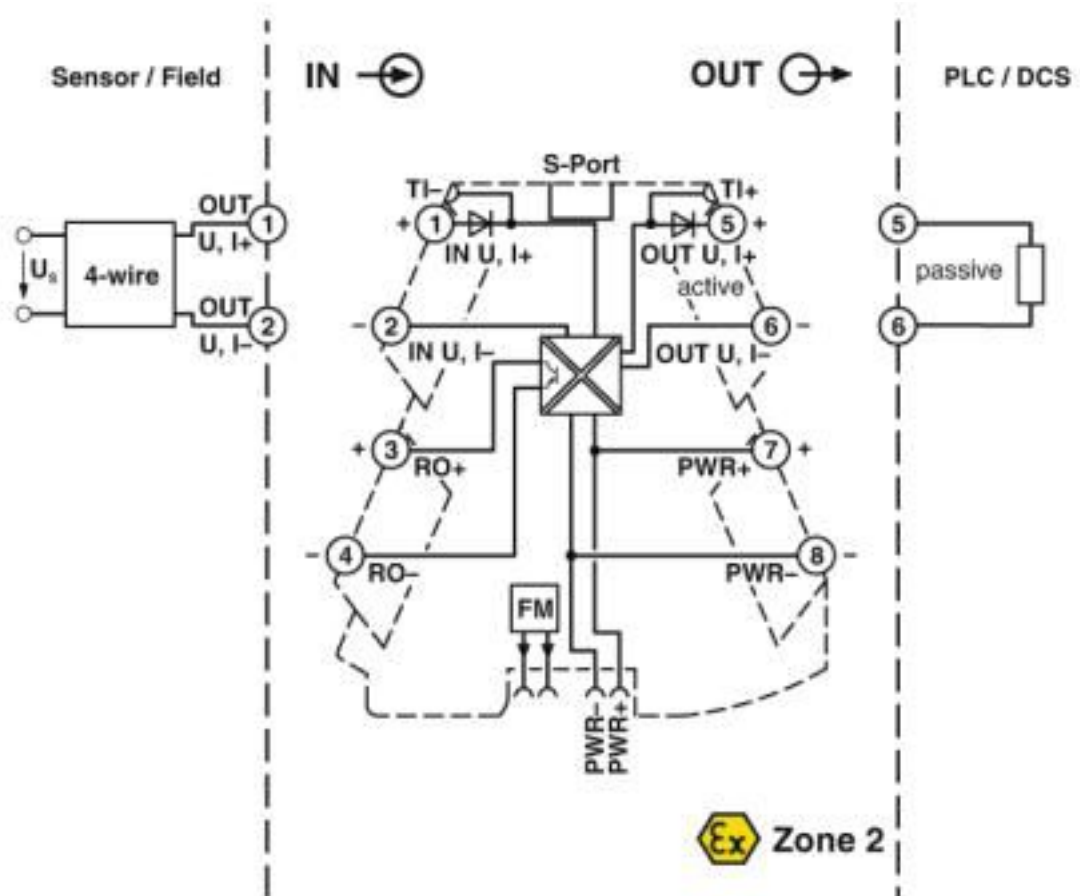 Sensor / Field
IN
OUT
PLC / DCS
S-Port
TI–
TI+
OUT
1
U, I+
+ 1
5 +
5
IN U, I+
OUT U, I+
Us
4-wire
active
passive
OUT
2
U, I–
– 2
6 –
6
IN U, I–
OUT U, I–
+ 3
7 +
RO+
PWR+
– 4
8 –
RO–
PWR–
FM
PWR–
PWR+
Ex Zone 2